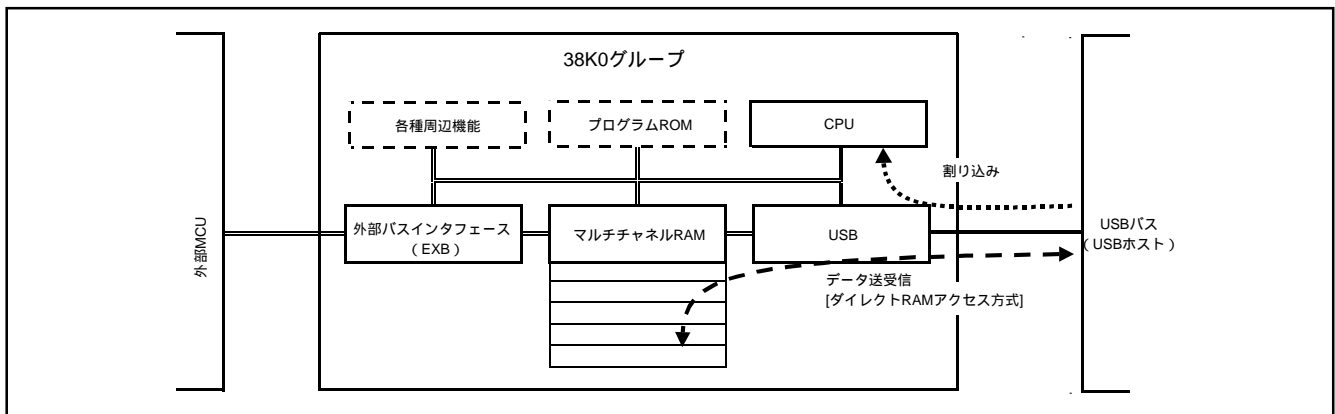 38K0グループ
各種周辺機能
プログラムROM
CPU
割り込み
外部MCU
外部バスインタフェース
（EXB）
マルチチャネルRAM
USB
USBバス
（USBホスト）
データ送受信
[ダイレクトRAMアクセス方式]